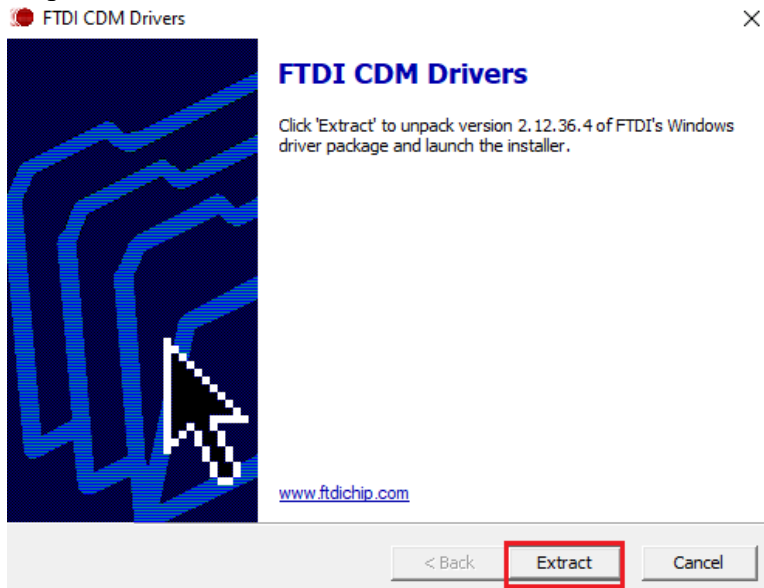 FTDI CDM Drivers
FTDI CDM Drivers
Click 'Extract' to unpack version 2.12.36.4 of FTDI's Windows
driver package and launch the installer.
www.ftdichip.com
< Back
Extract
Cancel